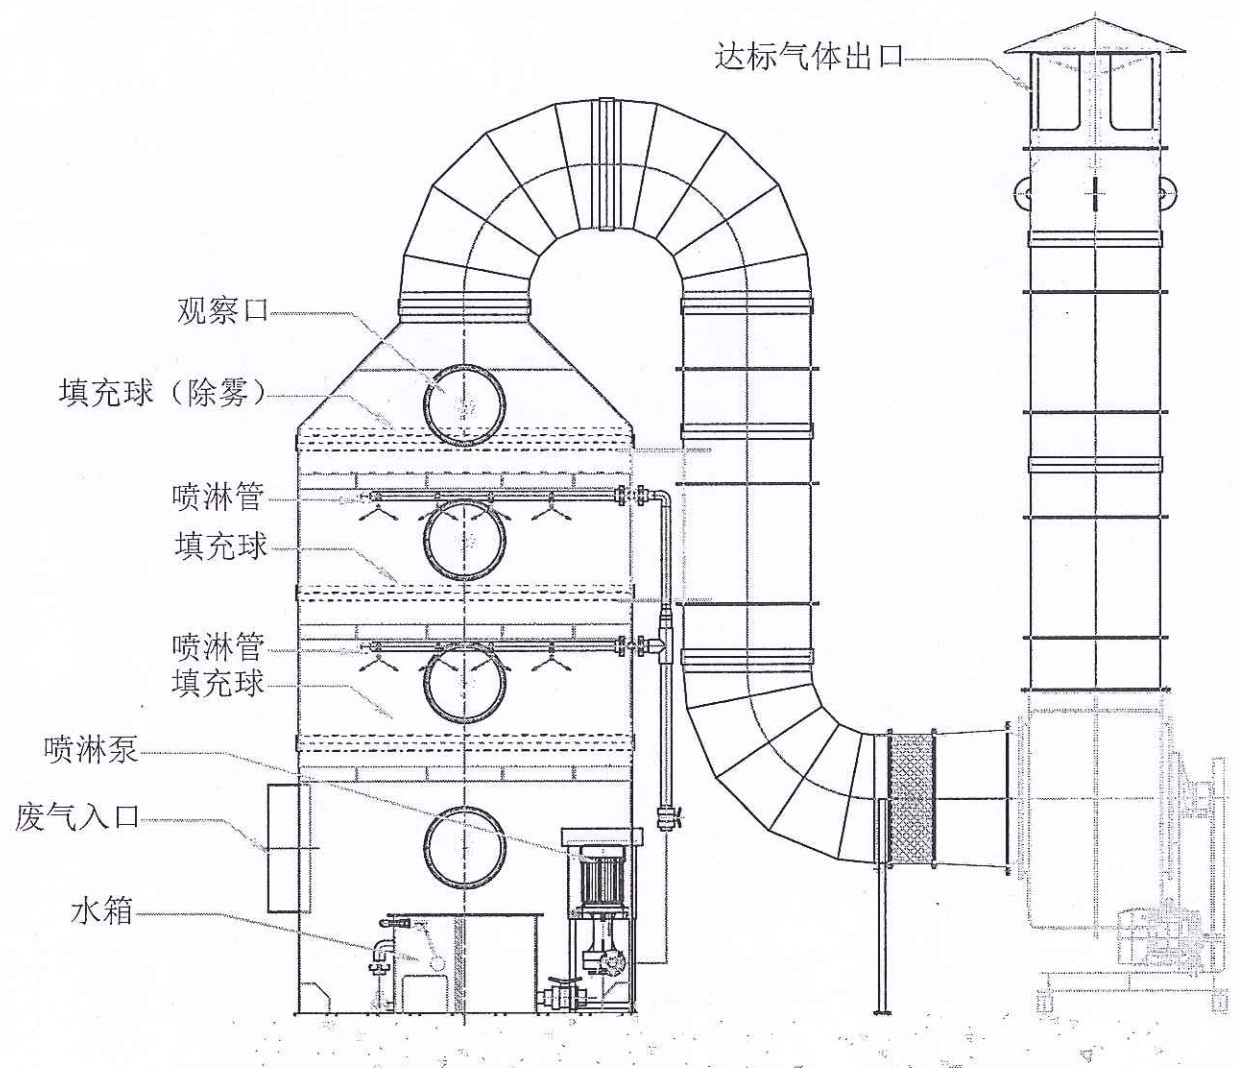 达标气体出口
观察口
填充球（除雾）
喷淋管
填充球
喷淋管
填充球
喷淋泵
废气入口
水箱